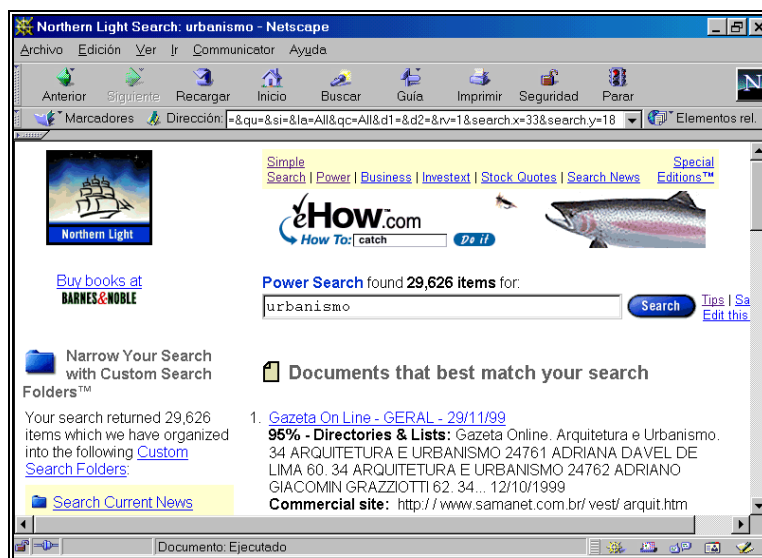 Northern Light Search: urbanismo - Netscape
Archivo Edición Ver Ir Communicator Ayuda
Anterior Siguiente Recargar Inicio Buscar Guía Imprimir Seguridad Parar
N
Marcadores Dirección: =&qu=&si=&la=All&qc=All&d1=&d2=&rv=1&search.x=33&search.y=18 Elementos rel.
Simple
Search | Power | Business | Investext | Stock Quotes | Search News
Special
Editions™
Northern Light
eHow.com
How To: catch Do it
Buy books at
BARNES&NOBLE
Power Search found 29,626 items for:
urbanismo Search
Tips | Sa
Edit this
Narrow Your Search
with Custom Search
Folders™
Your search returned 29,626
items which we have organized
into the following Custom
Search Folders:
Search Current News
Documents that best match your search
1. Gazeta On Line - GERAL - 29/11/99
95% - Directories & Lists: Gazeta Online. Arquitetura e Urbanismo.
34 ARQUITETURA E URBANISMO 24761 ADRIANA DAVEL DE
LIMA 60. 34 ARQUITETURA E URBANISMO 24762 ADRIANO
GIACOMIN GRAZZIOTTI 62. 34... 12/10/1999
Commercial site: http://www.samanet.com.br/ vest/ arquit.htm
Documento: Ejecutado